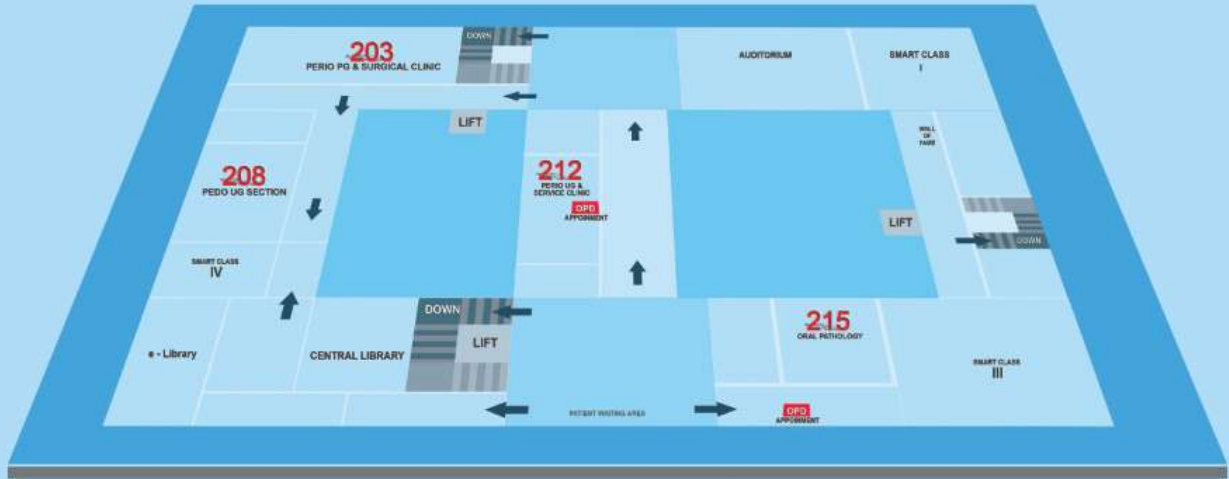 DOWN
203
PERIO PG & SURGICAL CLINIC
AUDITORIUM
SMART CLASS
I
LIFT
WALL
OF
FAME
212
PERIO UG &
SERVICE CLINIC
208
PEDO UG SECTION
OPD
APPOINMENT
LIFT
DOWN
SMART CLASS
IV
DOWN
LIFT
215
ORAL PATHOLOGY
e - Library
CENTRAL LIBRARY
SMART CLASS
III
PATIENT WAITING AREA
OPD
APPOINMENT